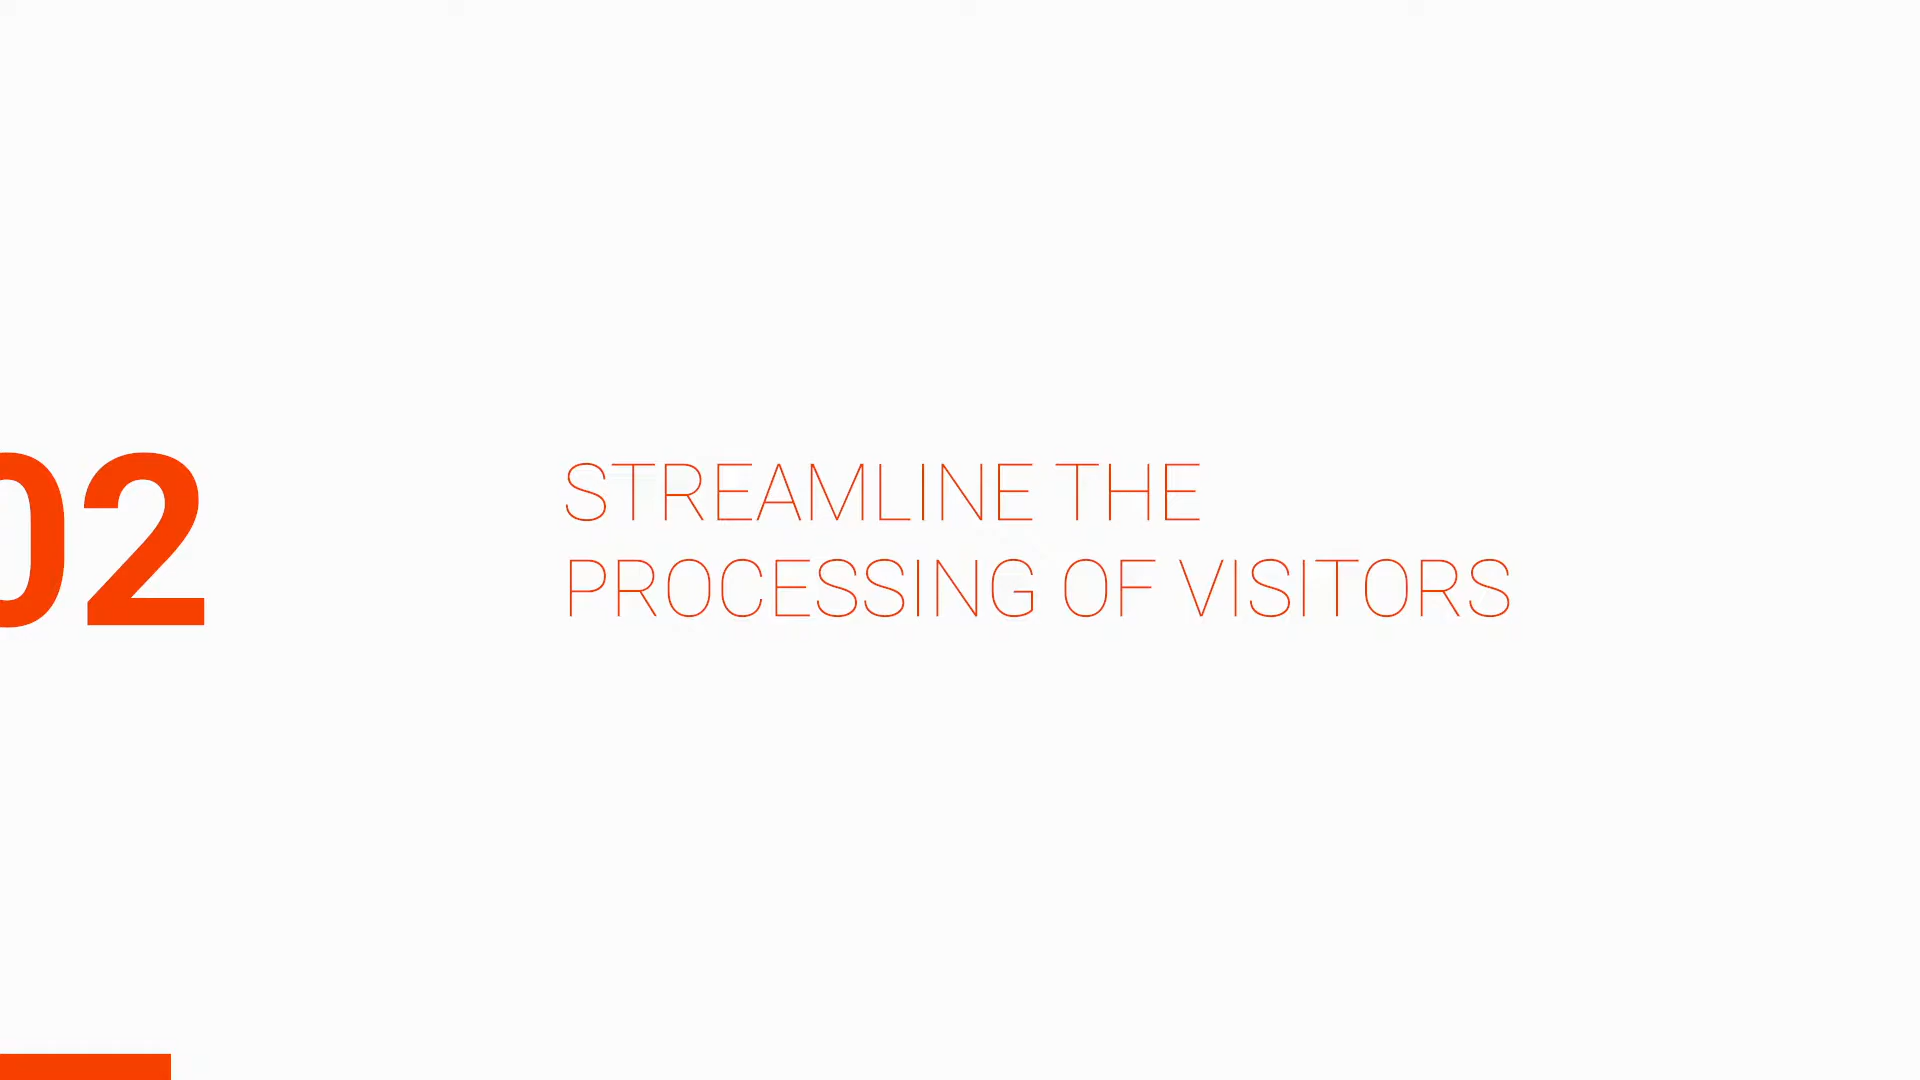 02
STREAMLINE THE
PROCESSING OF VISITORS